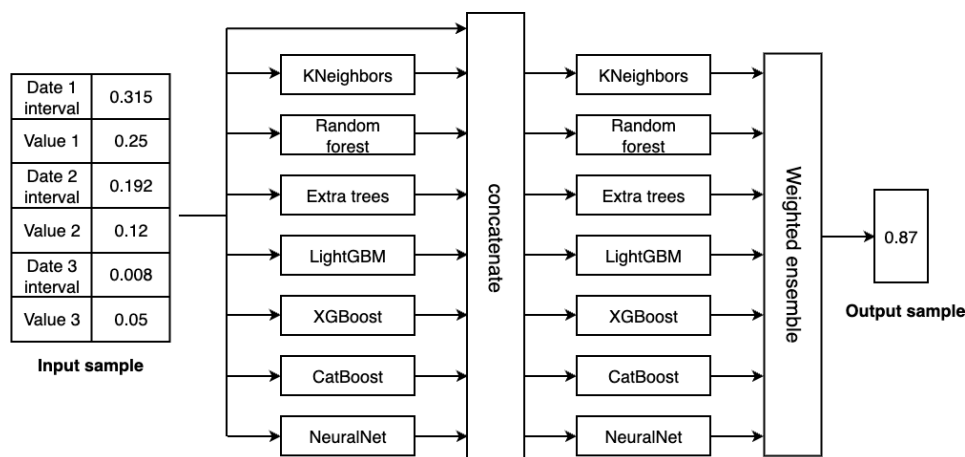 Date 1
interval
0.315
Value 1
0.25
Date 2
interval
0.192
Value 2
0.12
Date 3
interval
0.008
Value 3
0.05
Input sample
KNeighbors
Random
forest
Extra trees
LightGBM
XGBoost
CatBoost
NeuralNet
concatenate
KNeighbors
Random
forest
Extra trees
LightGBM
XGBoost
CatBoost
NeuralNet
Weighted ensemble
0.87
Output sample